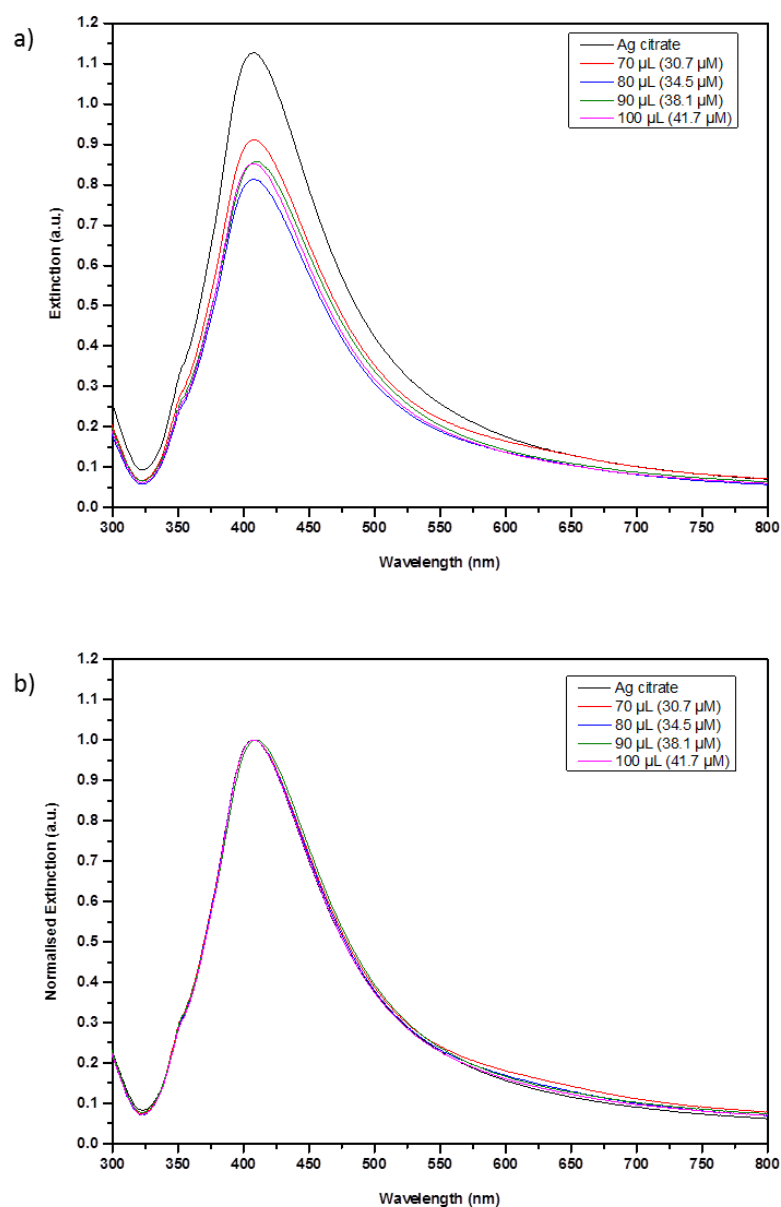 a)
1.2
1.1
1.0
0.9
0.8
0.7
0.6
0.5
0.4
0.3
0.2
0.1
0.0
Extinction (a.u.)
Ag citrate
70 µL (30.7 µM)
80 µL (34.5 µM)
90 µL (38.1 µM)
100 µL (41.7 µM)
300 350 400 450 500 550 600 650 700 750 800
Wavelength (nm)
b)
1.2
1.1
1.0
0.9
0.8
0.7
0.6
0.5
0.4
0.3
0.2
0.1
0.0
Normalised Extinction (a.u.)
Ag citrate
70 µL (30.7 µM)
80 µL (34.5 µM)
90 µL (38.1 µM)
100 µL (41.7 µM)
300 350 400 450 500 550 600 650 700 750 800
Wavelength (nm)